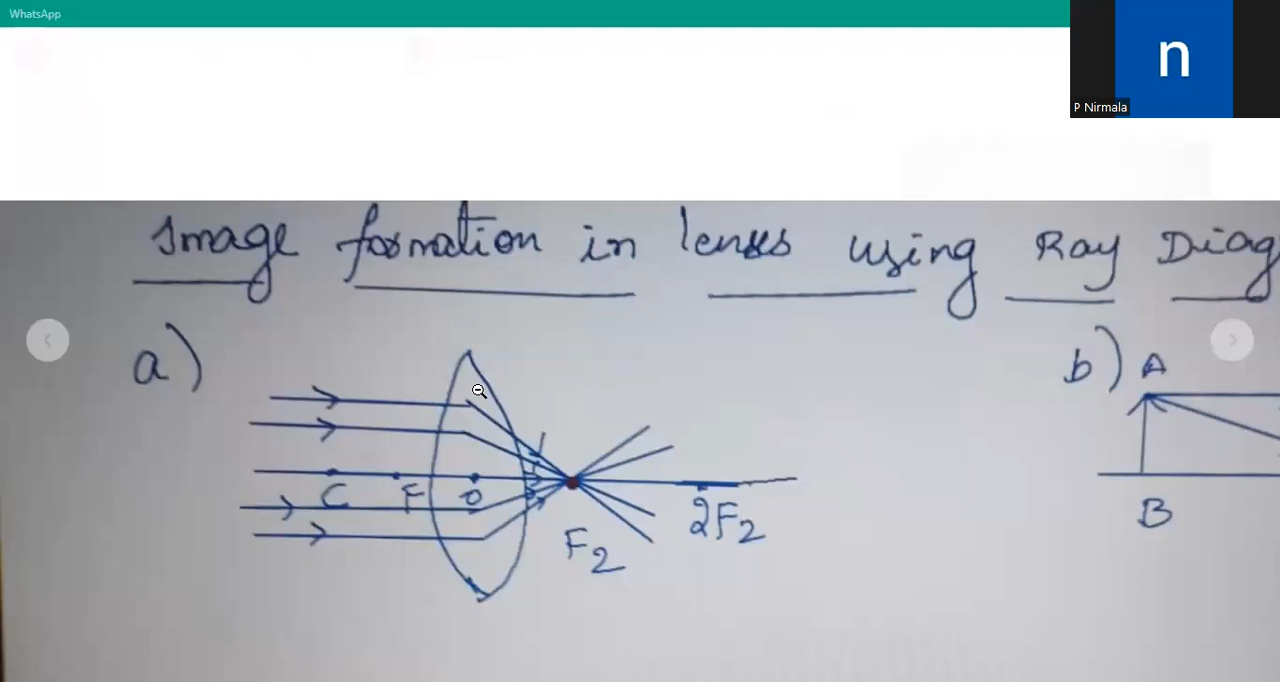 WhatsApp
n
P Nirmala
Image formation in lenses using Ray Diag
a)
C F O
F2
2F2
b) A
B